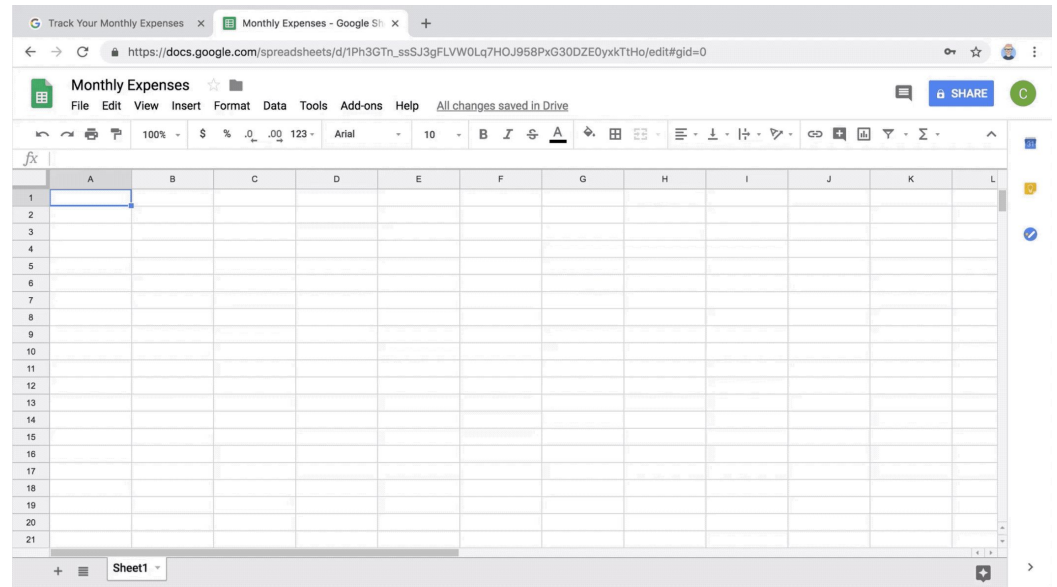 Track Your Monthly Expenses
Monthly Expenses - Google Sh
https://docs.google.com/spreadsheets/d/1Ph3GTn_ssSJ3gFLVW0Lq7HOJ958PxG30DZE0yxkTtHo/edit#gid=0
Monthly Expenses
SHARE
C
File Edit View Insert Format Data Tools Add-ons Help All changes saved in Drive
100% $ % .0 .00 123 Arial 10 B I S A
fx
A B C D E F G H I J K L
1
2
3
4
5
6
7
8
9
10
11
12
13
14
15
16
17
18
19
20
21
Sheet1